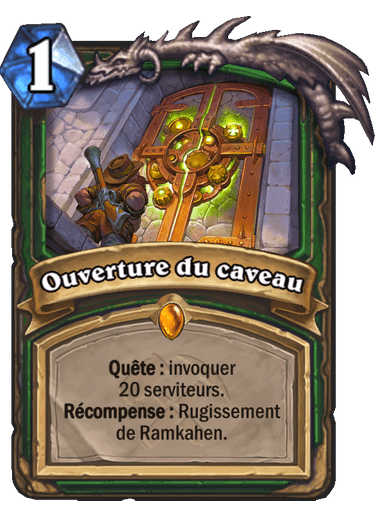 1
Ouverture du caveau
Quête : invoquer
20 serviteurs.
Récompense : Rugissement
de Ramkahen.